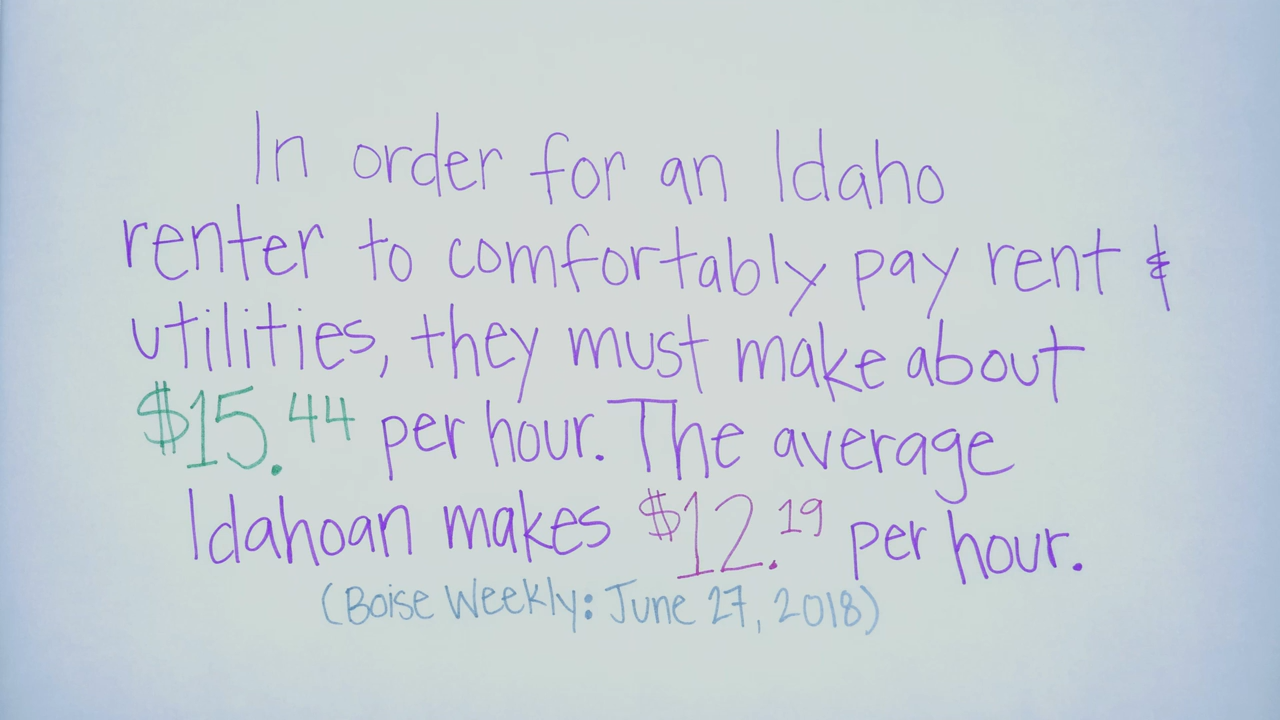 In order for an Idaho
renter to comfortably pay rent &
utilities, they must make about
$15.44 per hour. The average
Idahoan makes $12.19 per hour.
(Boise Weekly: June 27, 2018)